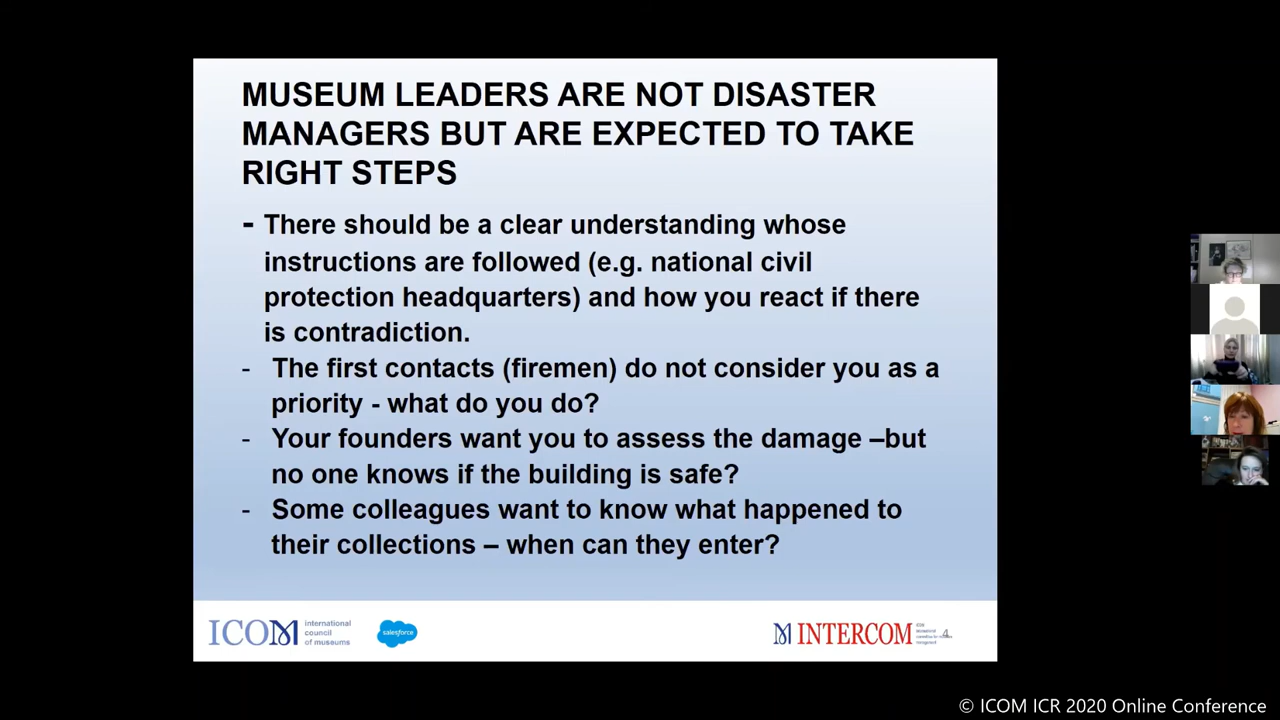 MUSEUM LEADERS ARE NOT DISASTER
MANAGERS BUT ARE EXPECTED TO TAKE
RIGHT STEPS
- There should be a clear understanding whose
instructions are followed (e.g. national civil
protection headquarters) and how you react if there
is contradiction.
- The first contacts (firemen) do not consider you as a
priority - what do you do?
- Your founders want you to assess the damage –but
no one knows if the building is safe?
- Some colleagues want to know what happened to
their collections – when can they enter?
ICOM international
council
of museums
salesforce
INTERCOM
4
© ICOM ICR 2020 Online Conference